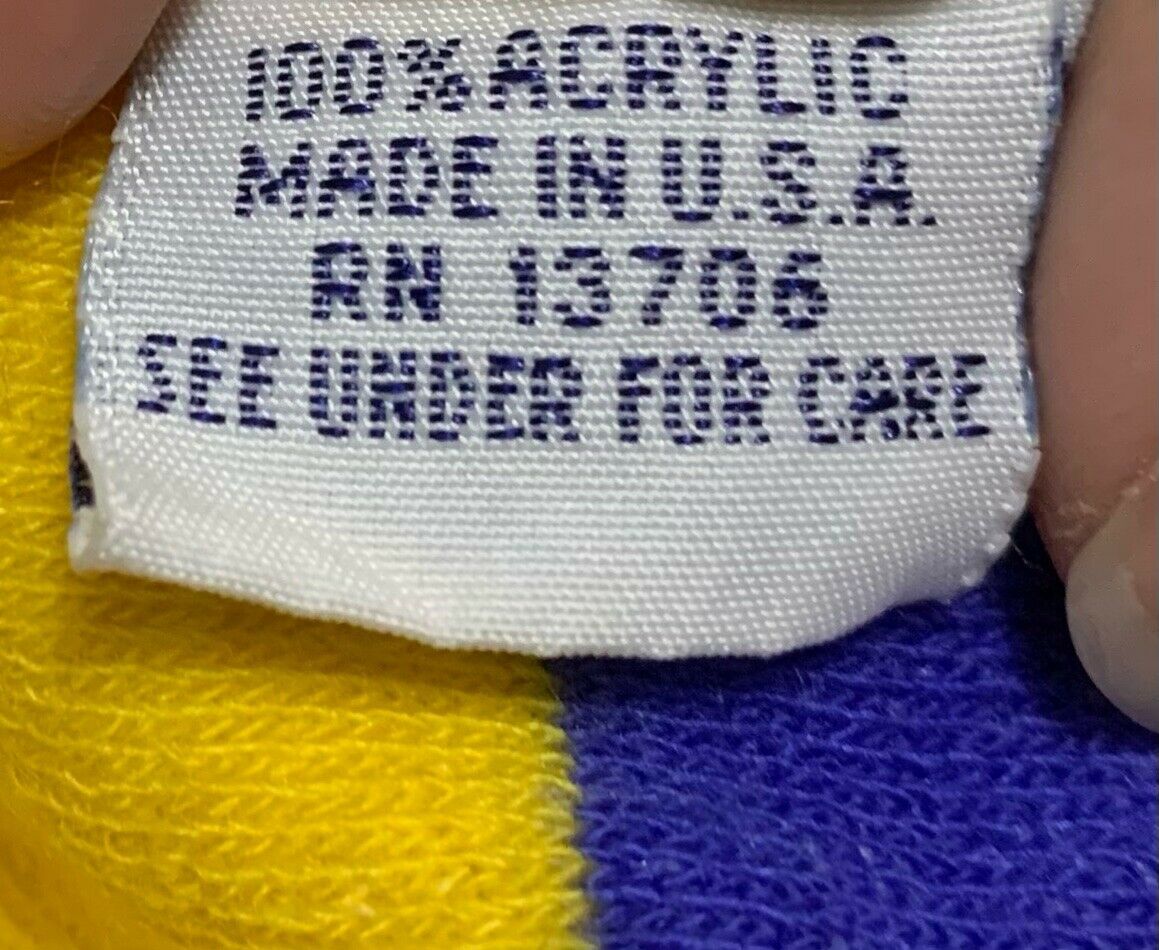 100% ACRYLIC
MADE IN U.S.A.
RN 13706
SEE UNDER FOR CARE